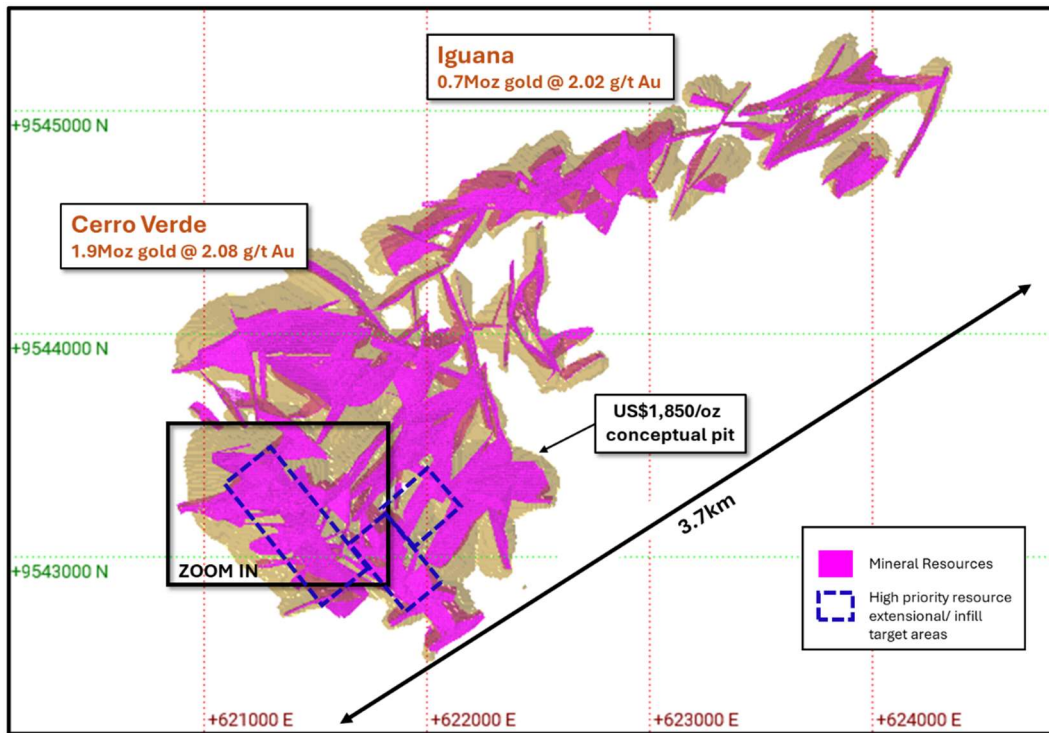 Iguana
0.7Moz gold @ 2.02 g/t Au
+9545000 N
Cerro Verde
1.9Moz gold @ 2.08 g/t Au
+9544000 N
US$1,850/oz
conceptual pit
3.7km
ZOOM IN
+9543000 N
Mineral Resources
High priority resource
extensional/ infill
target areas
+621000 E
+622000 E
+623000 E
+624000 E